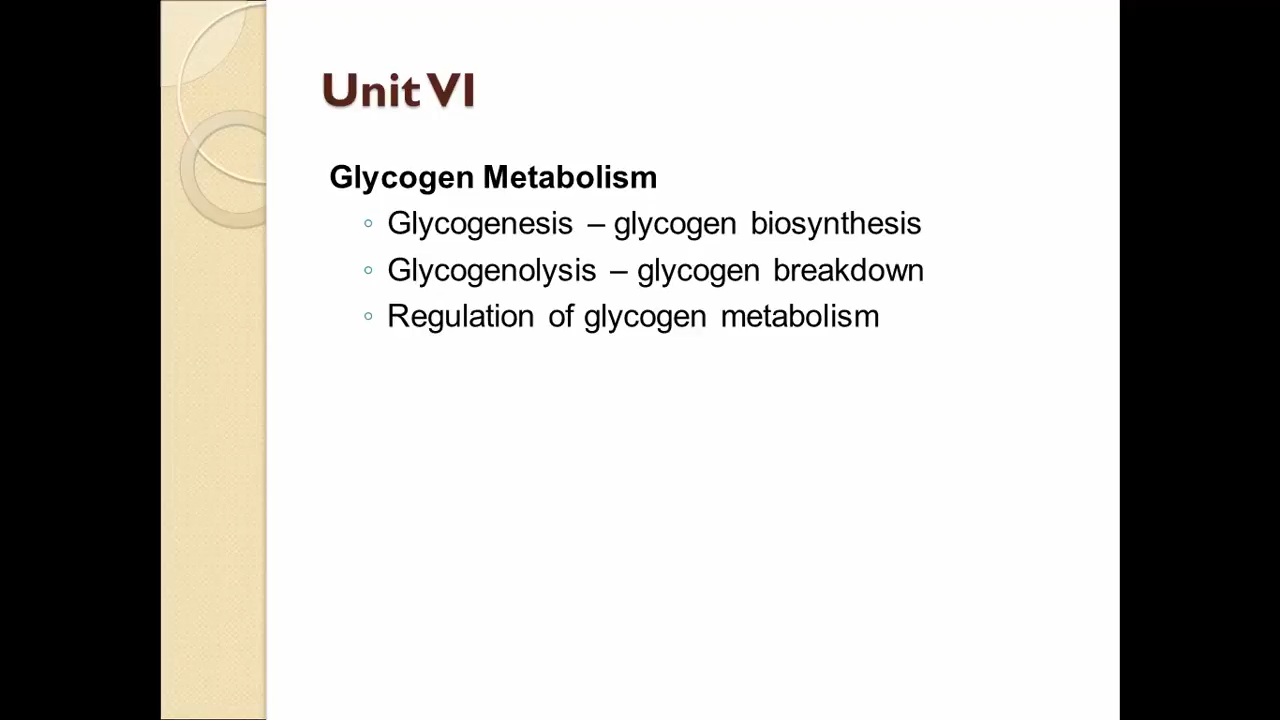 Unit VI
Glycogen Metabolism
◦ Glycogenesis – glycogen biosynthesis
◦ Glycogenolysis – glycogen breakdown
◦ Regulation of glycogen metabolism